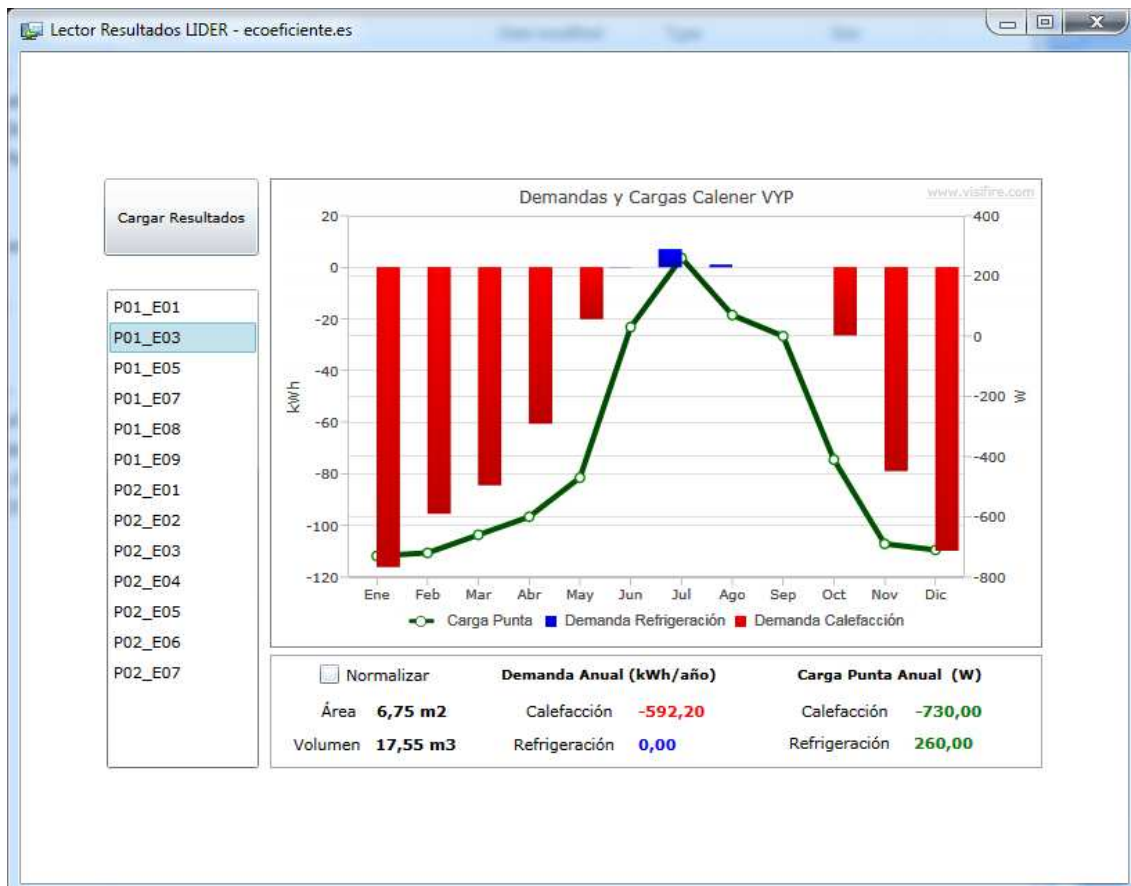 Lector Resultados LIDER - ecoeficiente.es
Cargar Resultados
P01_E01
P01_E03
P01_E05
P01_E07
P01_E08
P01_E09
P02_E01
P02_E02
P02_E03
P02_E04
P02_E05
P02_E06
P02_E07
www.visifire.com
Demandas y Cargas Calener VYP
20
0
-20
-40
-60
-80
-100
-120
kWh
400
200
0
-200
-400
-600
-800
W
Ene Feb Mar Abr May Jun Jul Ago Sep Oct Nov Dic
Carga Punta Demanda Refrigeración Demanda Calefacción
Normalizar Demanda Anual (kWh/año) Carga Punta Anual (W)
Área 6,75 m2 Calefacción -592,20 Calefacción -730,00
Volumen 17,55 m3 Refrigeración 0,00 Refrigeración 260,00